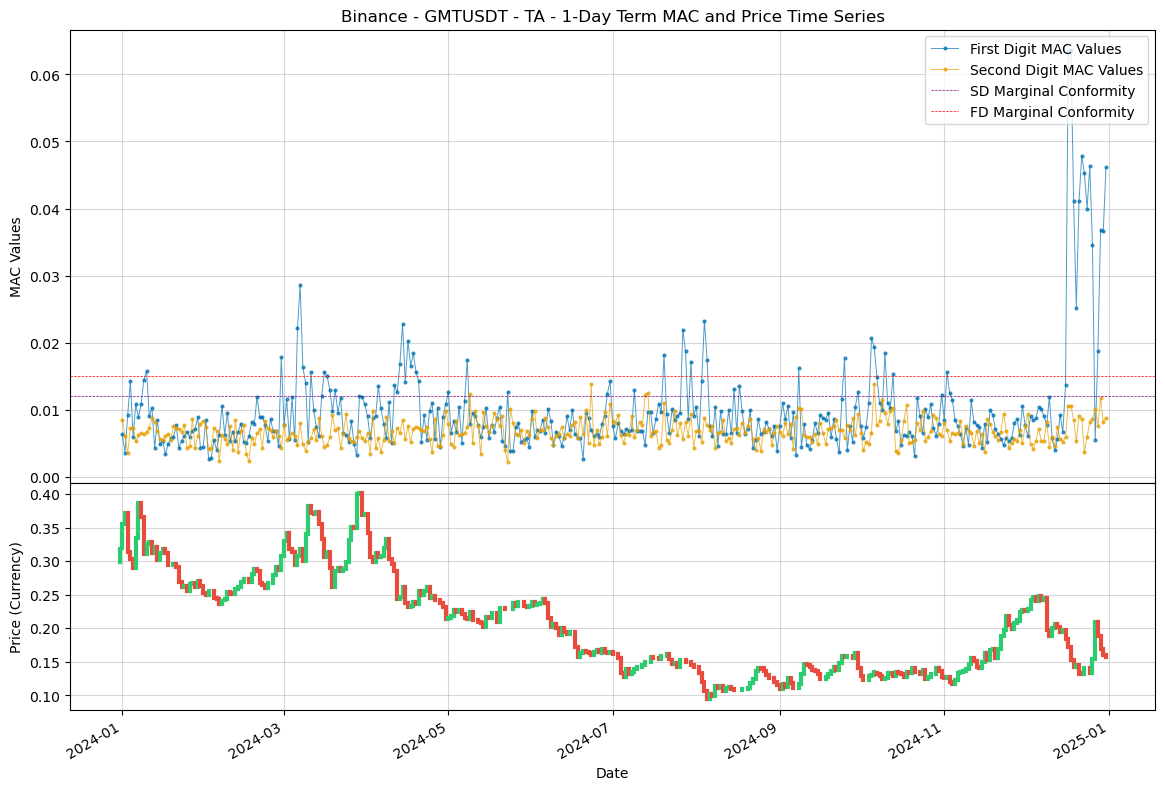 Binance - GMTUSDT - TA - 1-Day Term MAC and Price Time Series
First Digit MAC Values
Second Digit MAC Values
SD Marginal Conformity
FD Marginal Conformity
MAC Values
0.06
0.05
0.04
0.03
0.02
0.01
0.00
Price (Currency)
0.40
0.35
0.30
0.25
0.20
0.15
0.10
2024-01
2024-03
2024-05
2024-07
2024-09
2024-11
2025-01
Date